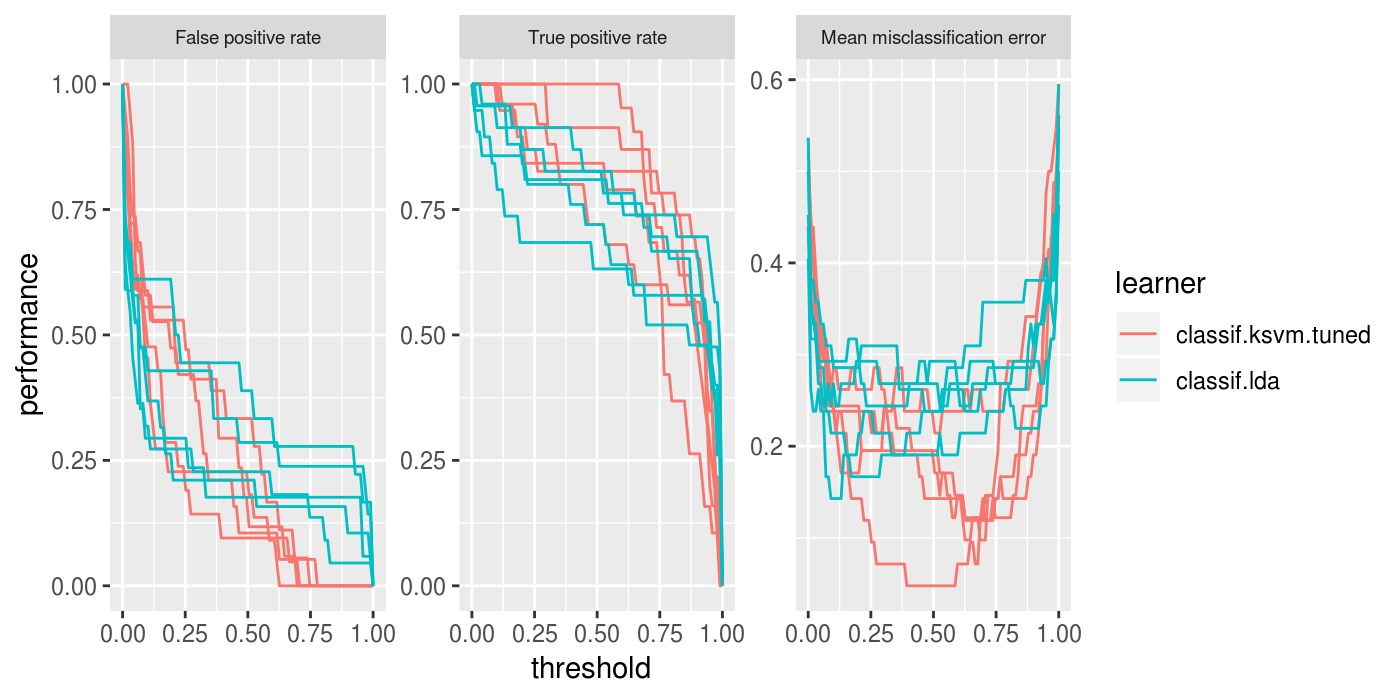 False positive rate
True positive rate
Mean misclassification error
performance
1.00
0.75
0.50
0.25
0.00
1.00
0.75
0.50
0.25
0.00
0.6
0.4
0.2
0.00 0.25 0.50 0.75 1.00
0.00 0.25 0.50 0.75 1.00
0.00 0.25 0.50 0.75 1.00
threshold
learner
classif.ksvm.tuned
classif.lda